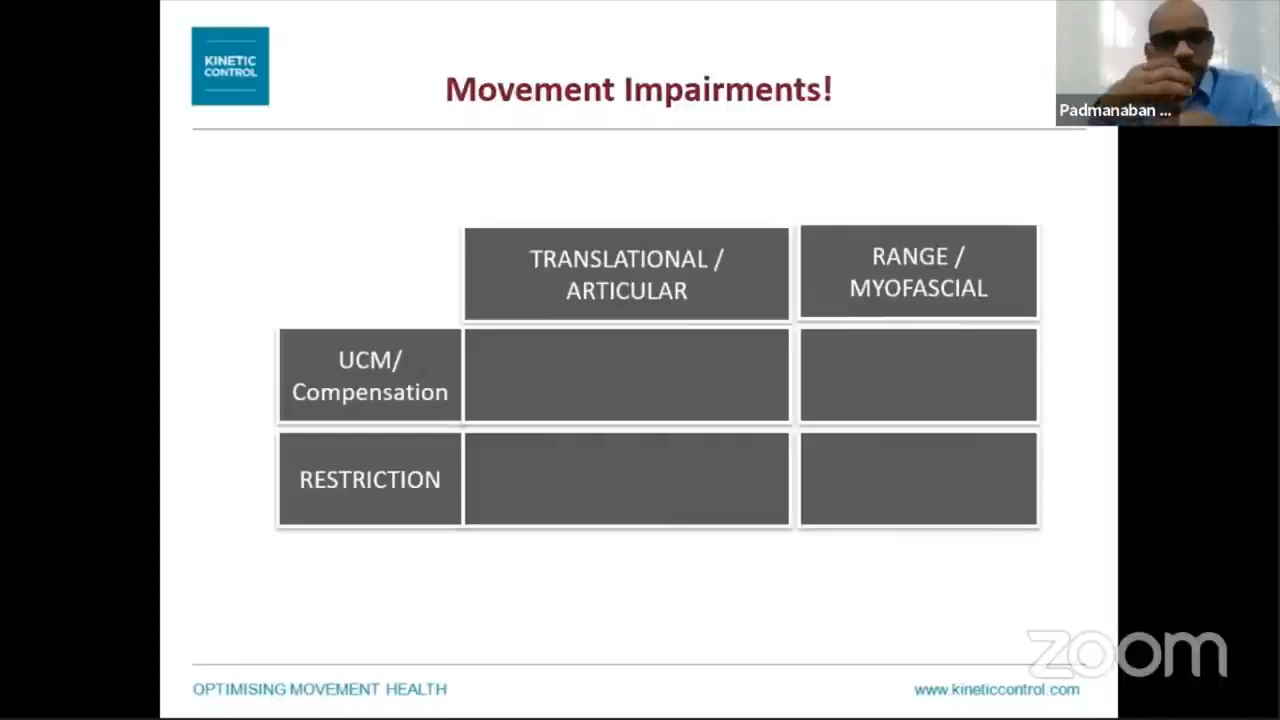 KINETIC
CONTROL
Movement Impairments!
Padmanaban ...
TRANSLATIONAL /
ARTICULAR
RANGE /
MYOFASCIAL
UCM/
Compensation
RESTRICTION
zoom
OPTIMISING MOVEMENT HEALTH
www.kineticcontrol.com